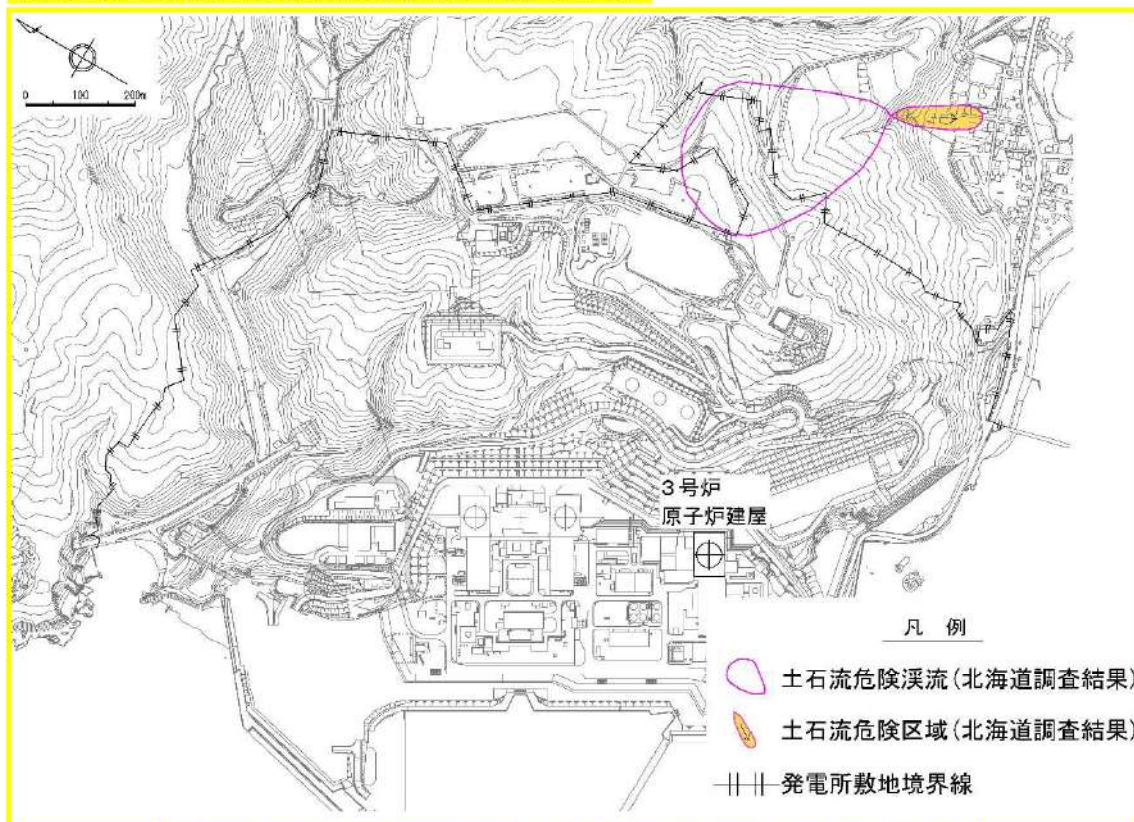 0 100 200m
3号炉
原子炉建屋
凡 例
土石流危険渓流(北海道調査結果)
土石流危険区域(北海道調査結果)
発電所敷地境界線